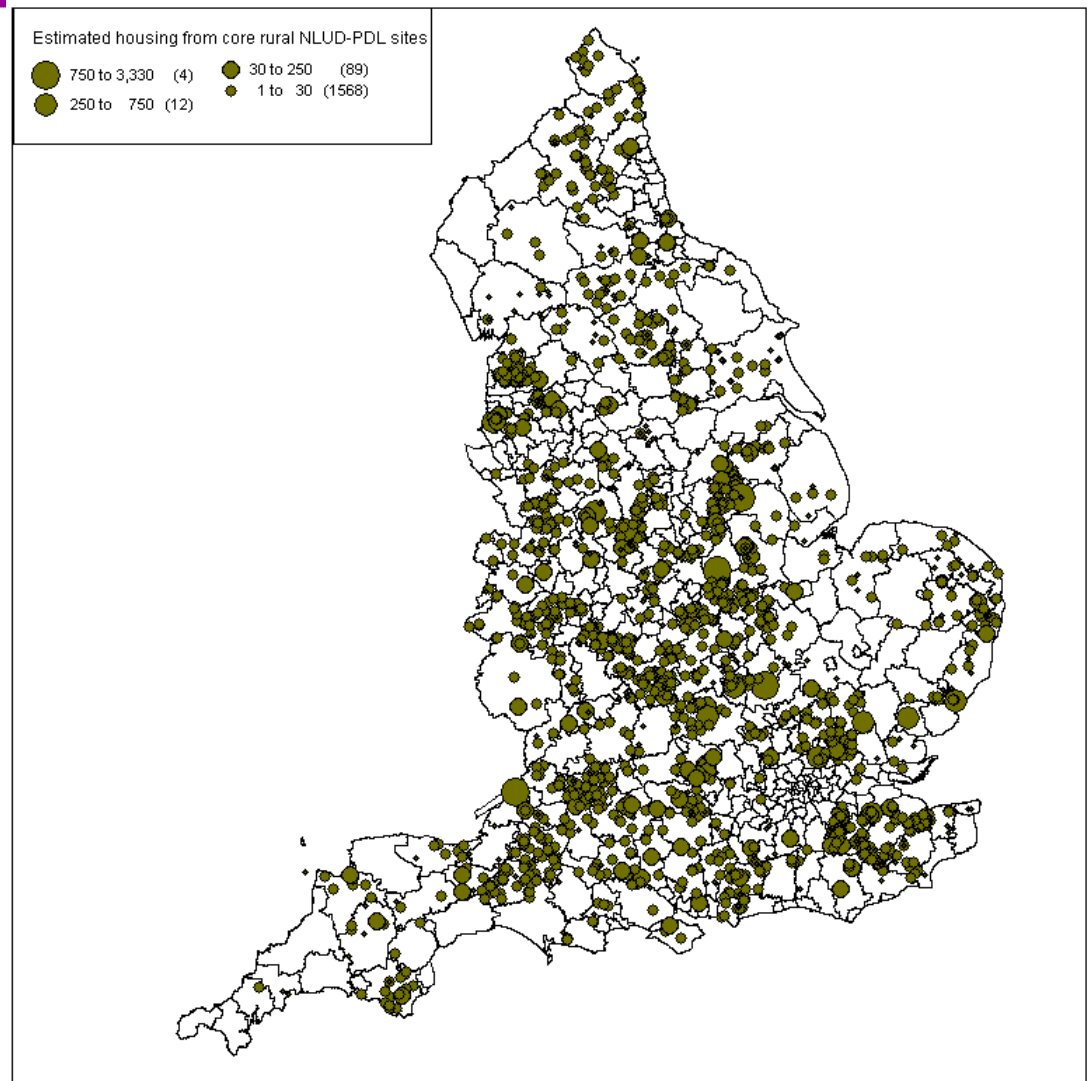 Estimated housing from core rural NLUD-PDL sites
750 to 3,330 (4) 30 to 250 (89)
250 to 750 (12) 1 to 30 (1568)